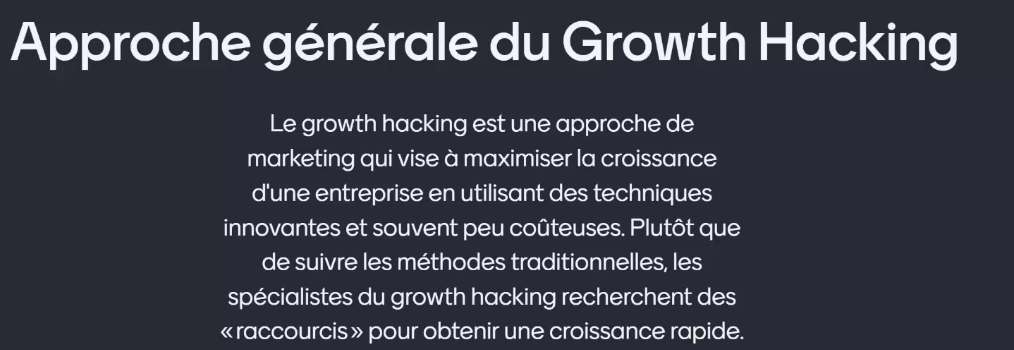 Approche générale du Growth Hacking
Le growth hacking est une approche de
marketing qui vise à maximiser la croissance
d'une entreprise en utilisant des techniques
innovantes et souvent peu coûteuses. Plutôt que
de suivre les méthodes traditionnelles, les
spécialistes du growth hacking recherchent des
«raccourcis» pour obtenir une croissance rapide.